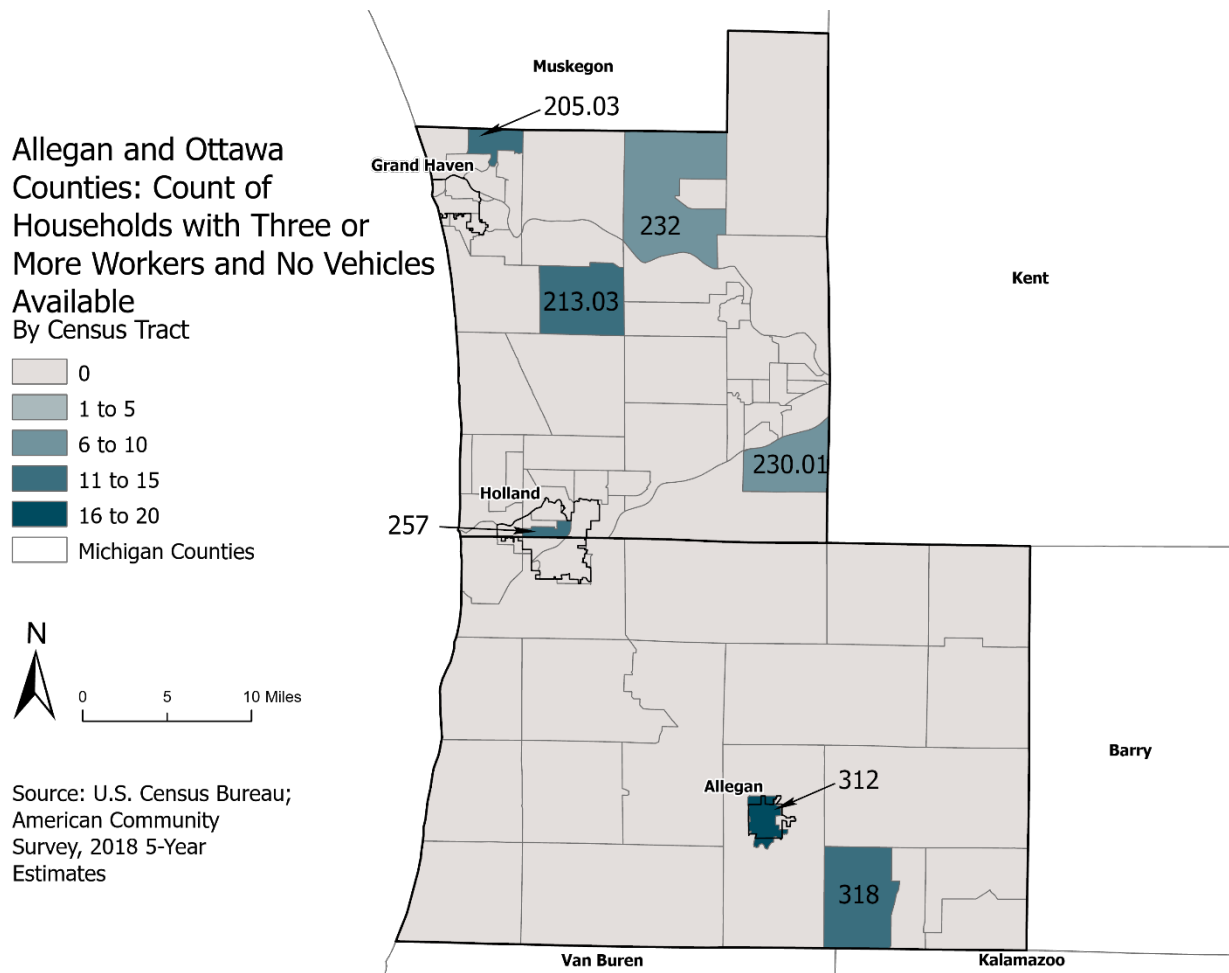 Muskegon
205.03
Allegan and Ottawa
Counties: Count of
Households with Three or
More Workers and No Vehicles
Available
By Census Tract
0
1 to 5
6 to 10
11 to 15
16 to 20
Michigan Counties
Grand Haven
232
Kent
213.03
230.01
Holland
257
N
0 5 10 Miles
Barry
Allegan
312
Source: U.S. Census Bureau;
American Community
Survey, 2018 5-Year
Estimates
318
Van Buren
Kalamazoo